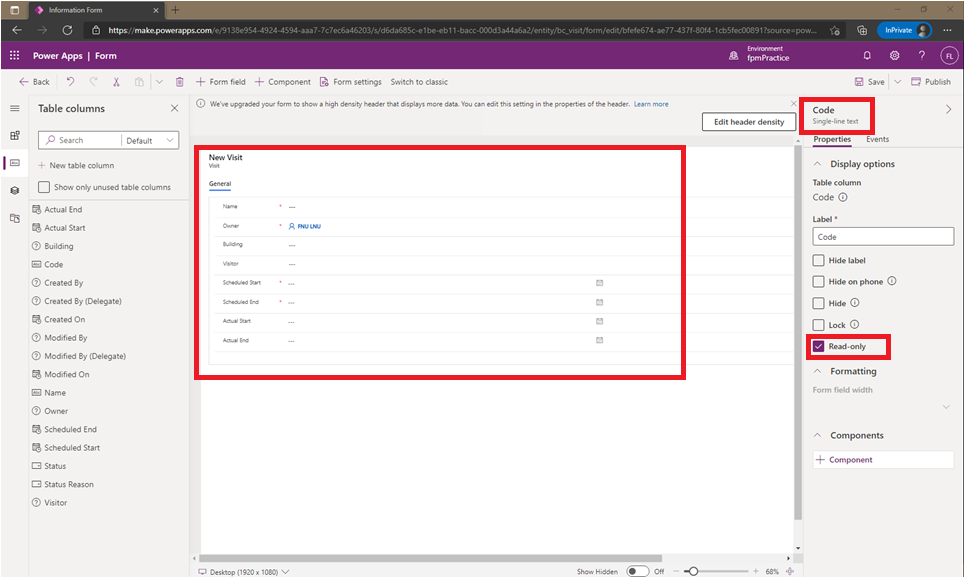 Information Form
https://make.powerapps.com/e/9138e954-4924-4594-aaa7-7c7ec6a46203/s/d6da685c-e1be-eb11-bacc-000d3a44a6a2/entity/bc_visit/form/edit/bfefe674-ae77-437f-80f4-1cb5fec00891?source=pow...
InPrivate
Power Apps | Form
Environment
fpmPractice
FL
Back
Form field
Component
Form settings
Switch to classic
Save
Publish
Table columns
Search
Default
New table column
Show only unused table columns
Actual End
Actual Start
Building
Code
Created By
Created By (Delegate)
Created On
Modified By
Modified By (Delegate)
Modified On
Name
Owner
Scheduled End
Scheduled Start
Status
Status Reason
Visitor
We've upgraded your form to show a high density header that displays more data. You can edit this setting in the properties of the header. Learn more
Edit header density
New Visit
Visit
General
Name * ---
Owner * FNU LNU
Building ---
Visitor ---
Scheduled Start * ---
Scheduled End * ---
Actual Start ---
Actual End ---
Desktop (1920 x 1080)
Show Hidden
Off
68%
Code
Single-line text
Properties
Events
Display options
Table column
Code
Label *
Code
Hide label
Hide on phone
Hide
Lock
Read-only
Formatting
Form field width
Components
Component